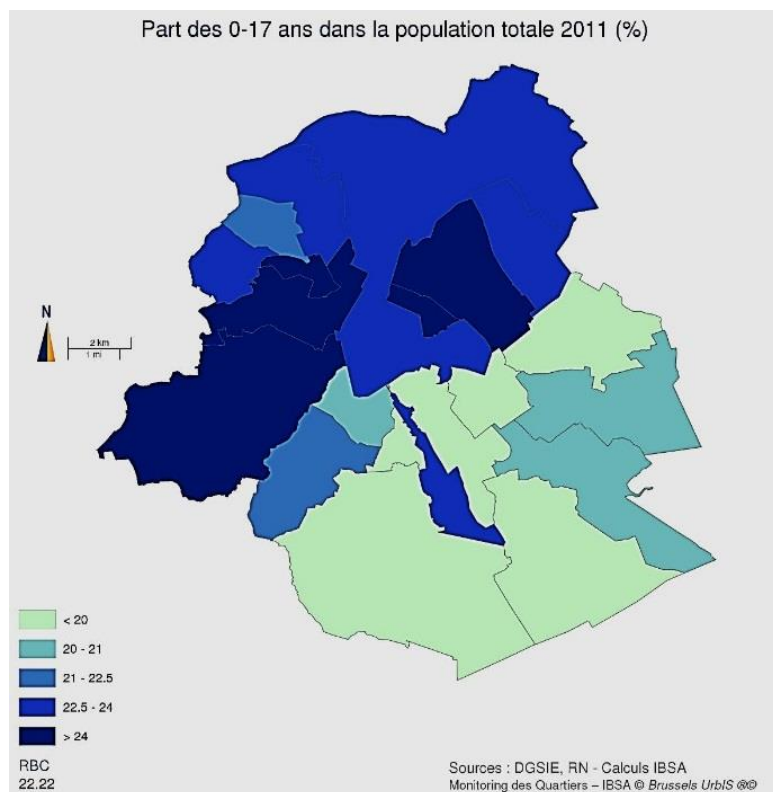 Part des 0-17 ans dans la population totale 2011 (%)
N
2 km
1 mi
< 20
20 - 21
21 - 22.5
22.5 - 24
> 24
RBC
22.22
Sources : DGSIE, RN - Calculs IBSA
Monitoring des Quartiers – IBSA © Brussels UrbIS ®©